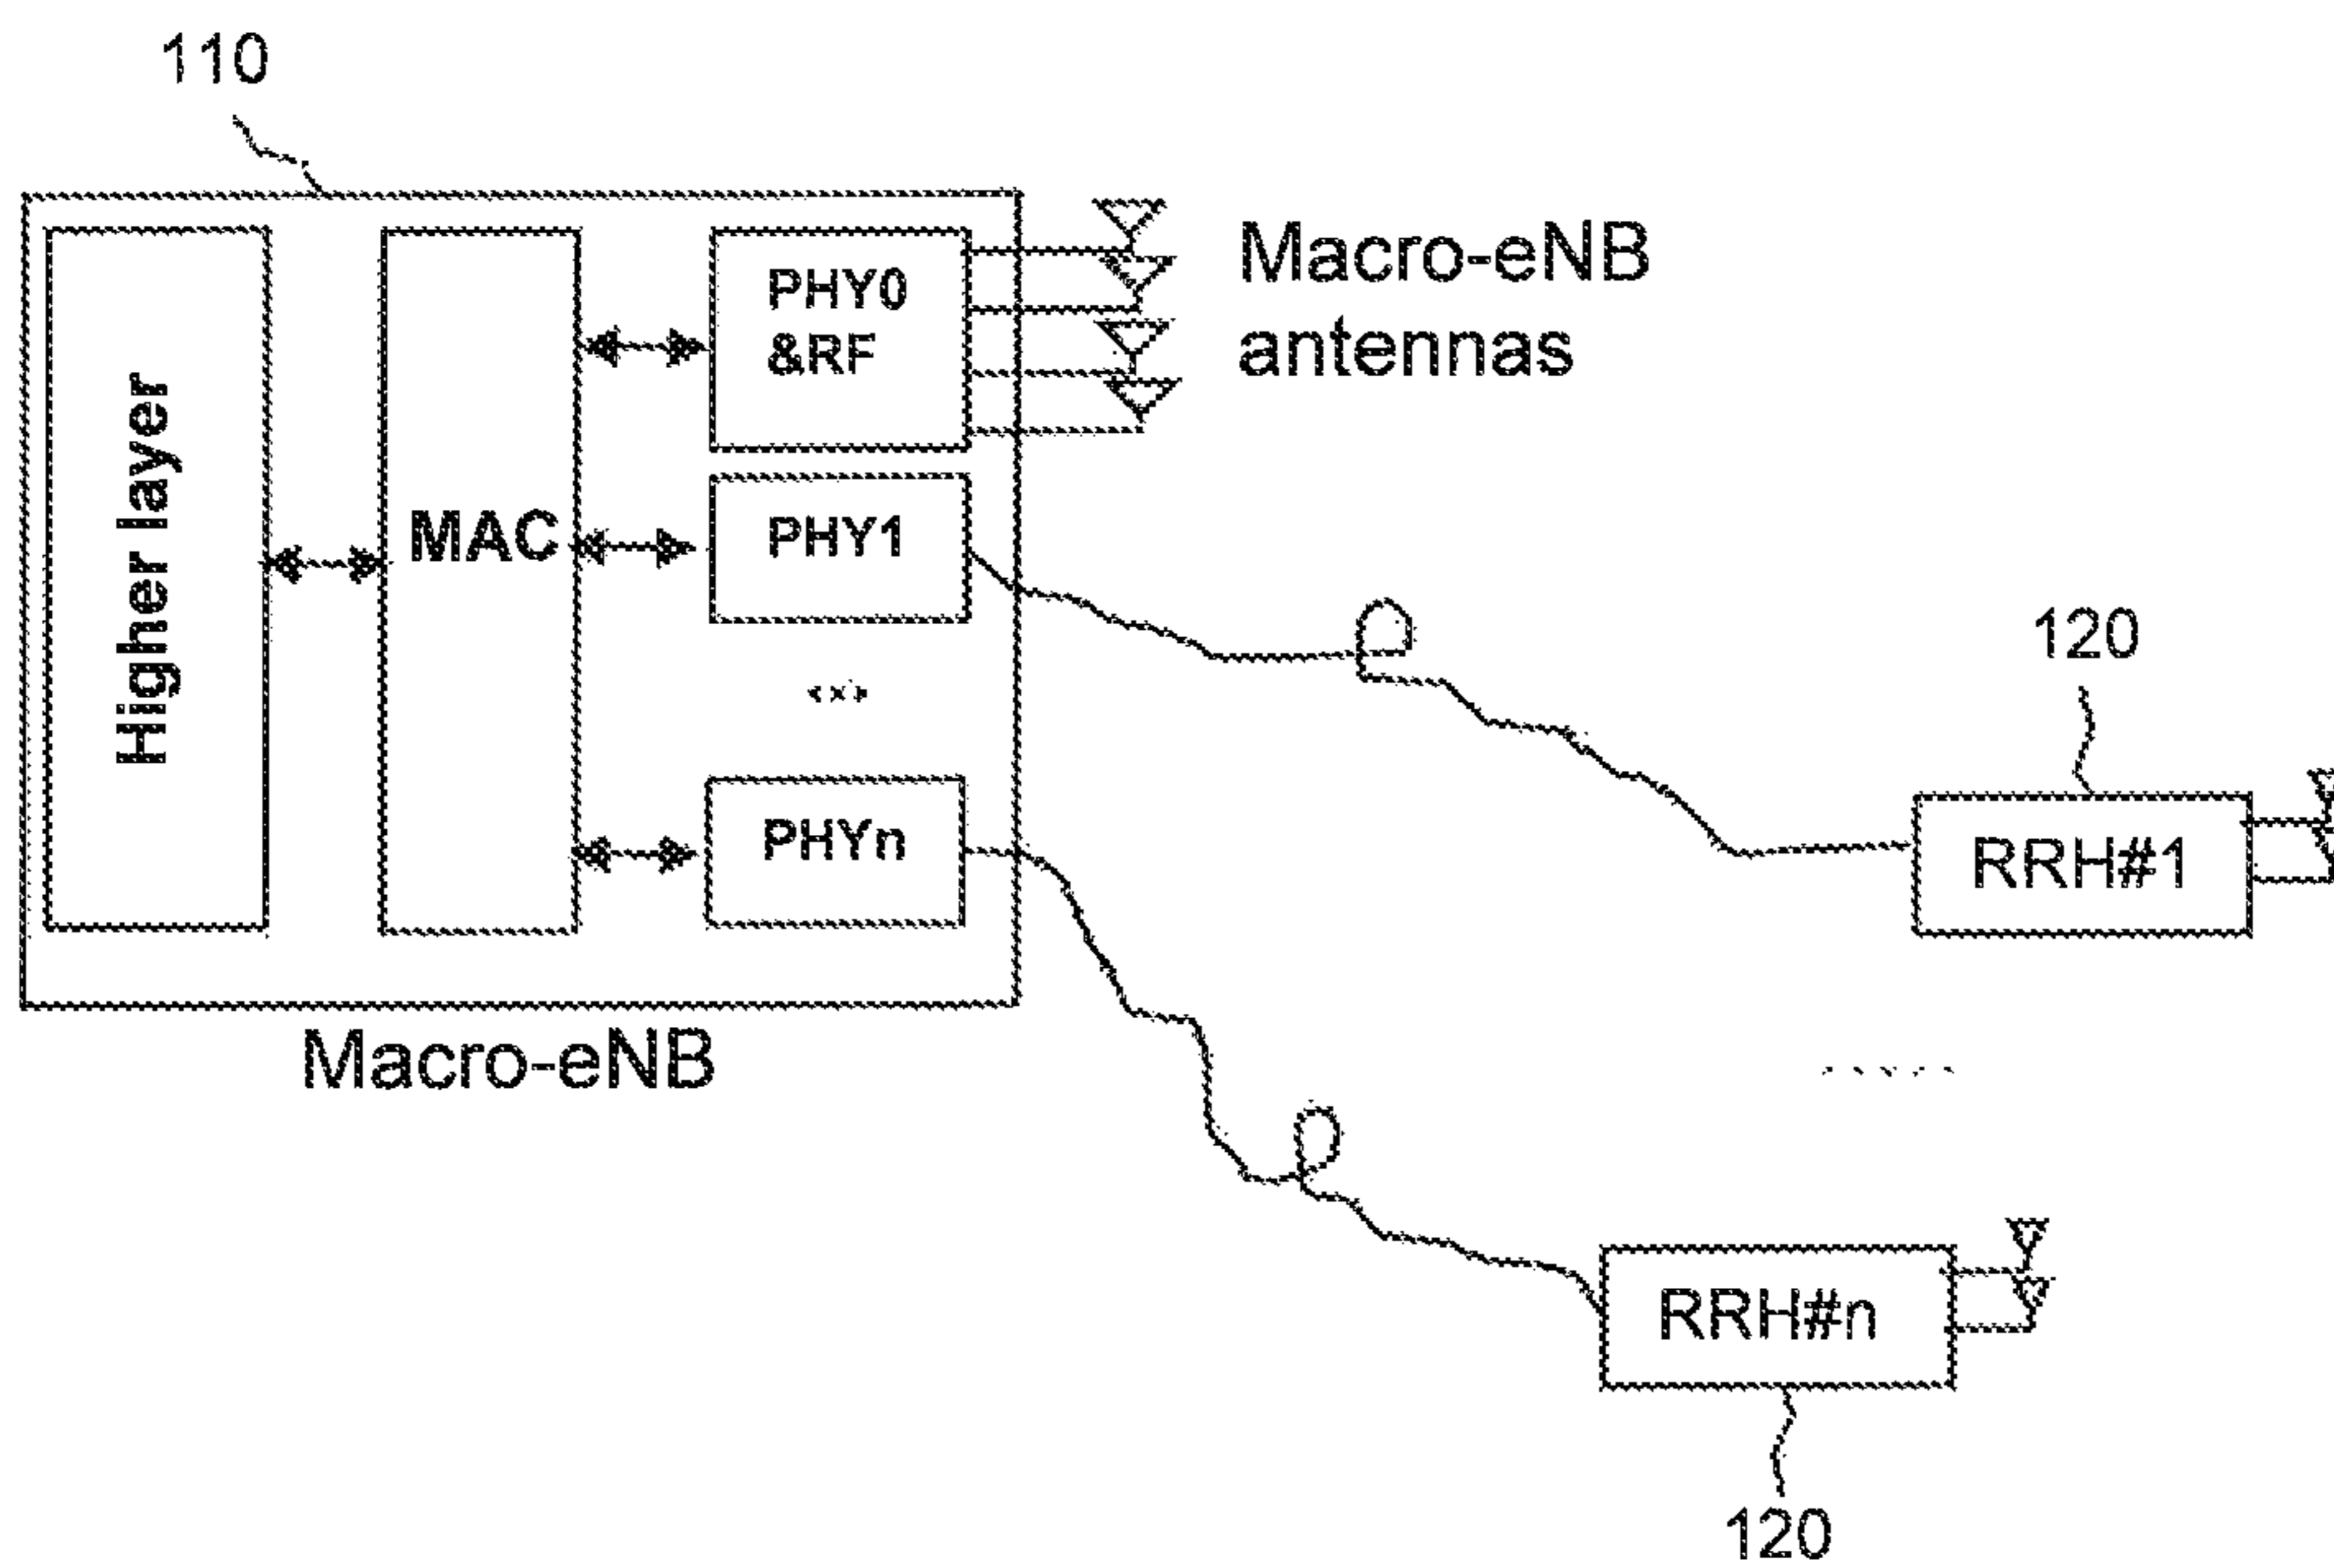 110
Macro-eNB
antennas
PHY0
&RF
Higher layer
MAC
PHY1
120
PHYn
RRH#1
Macro-eNB
RRH#n
120